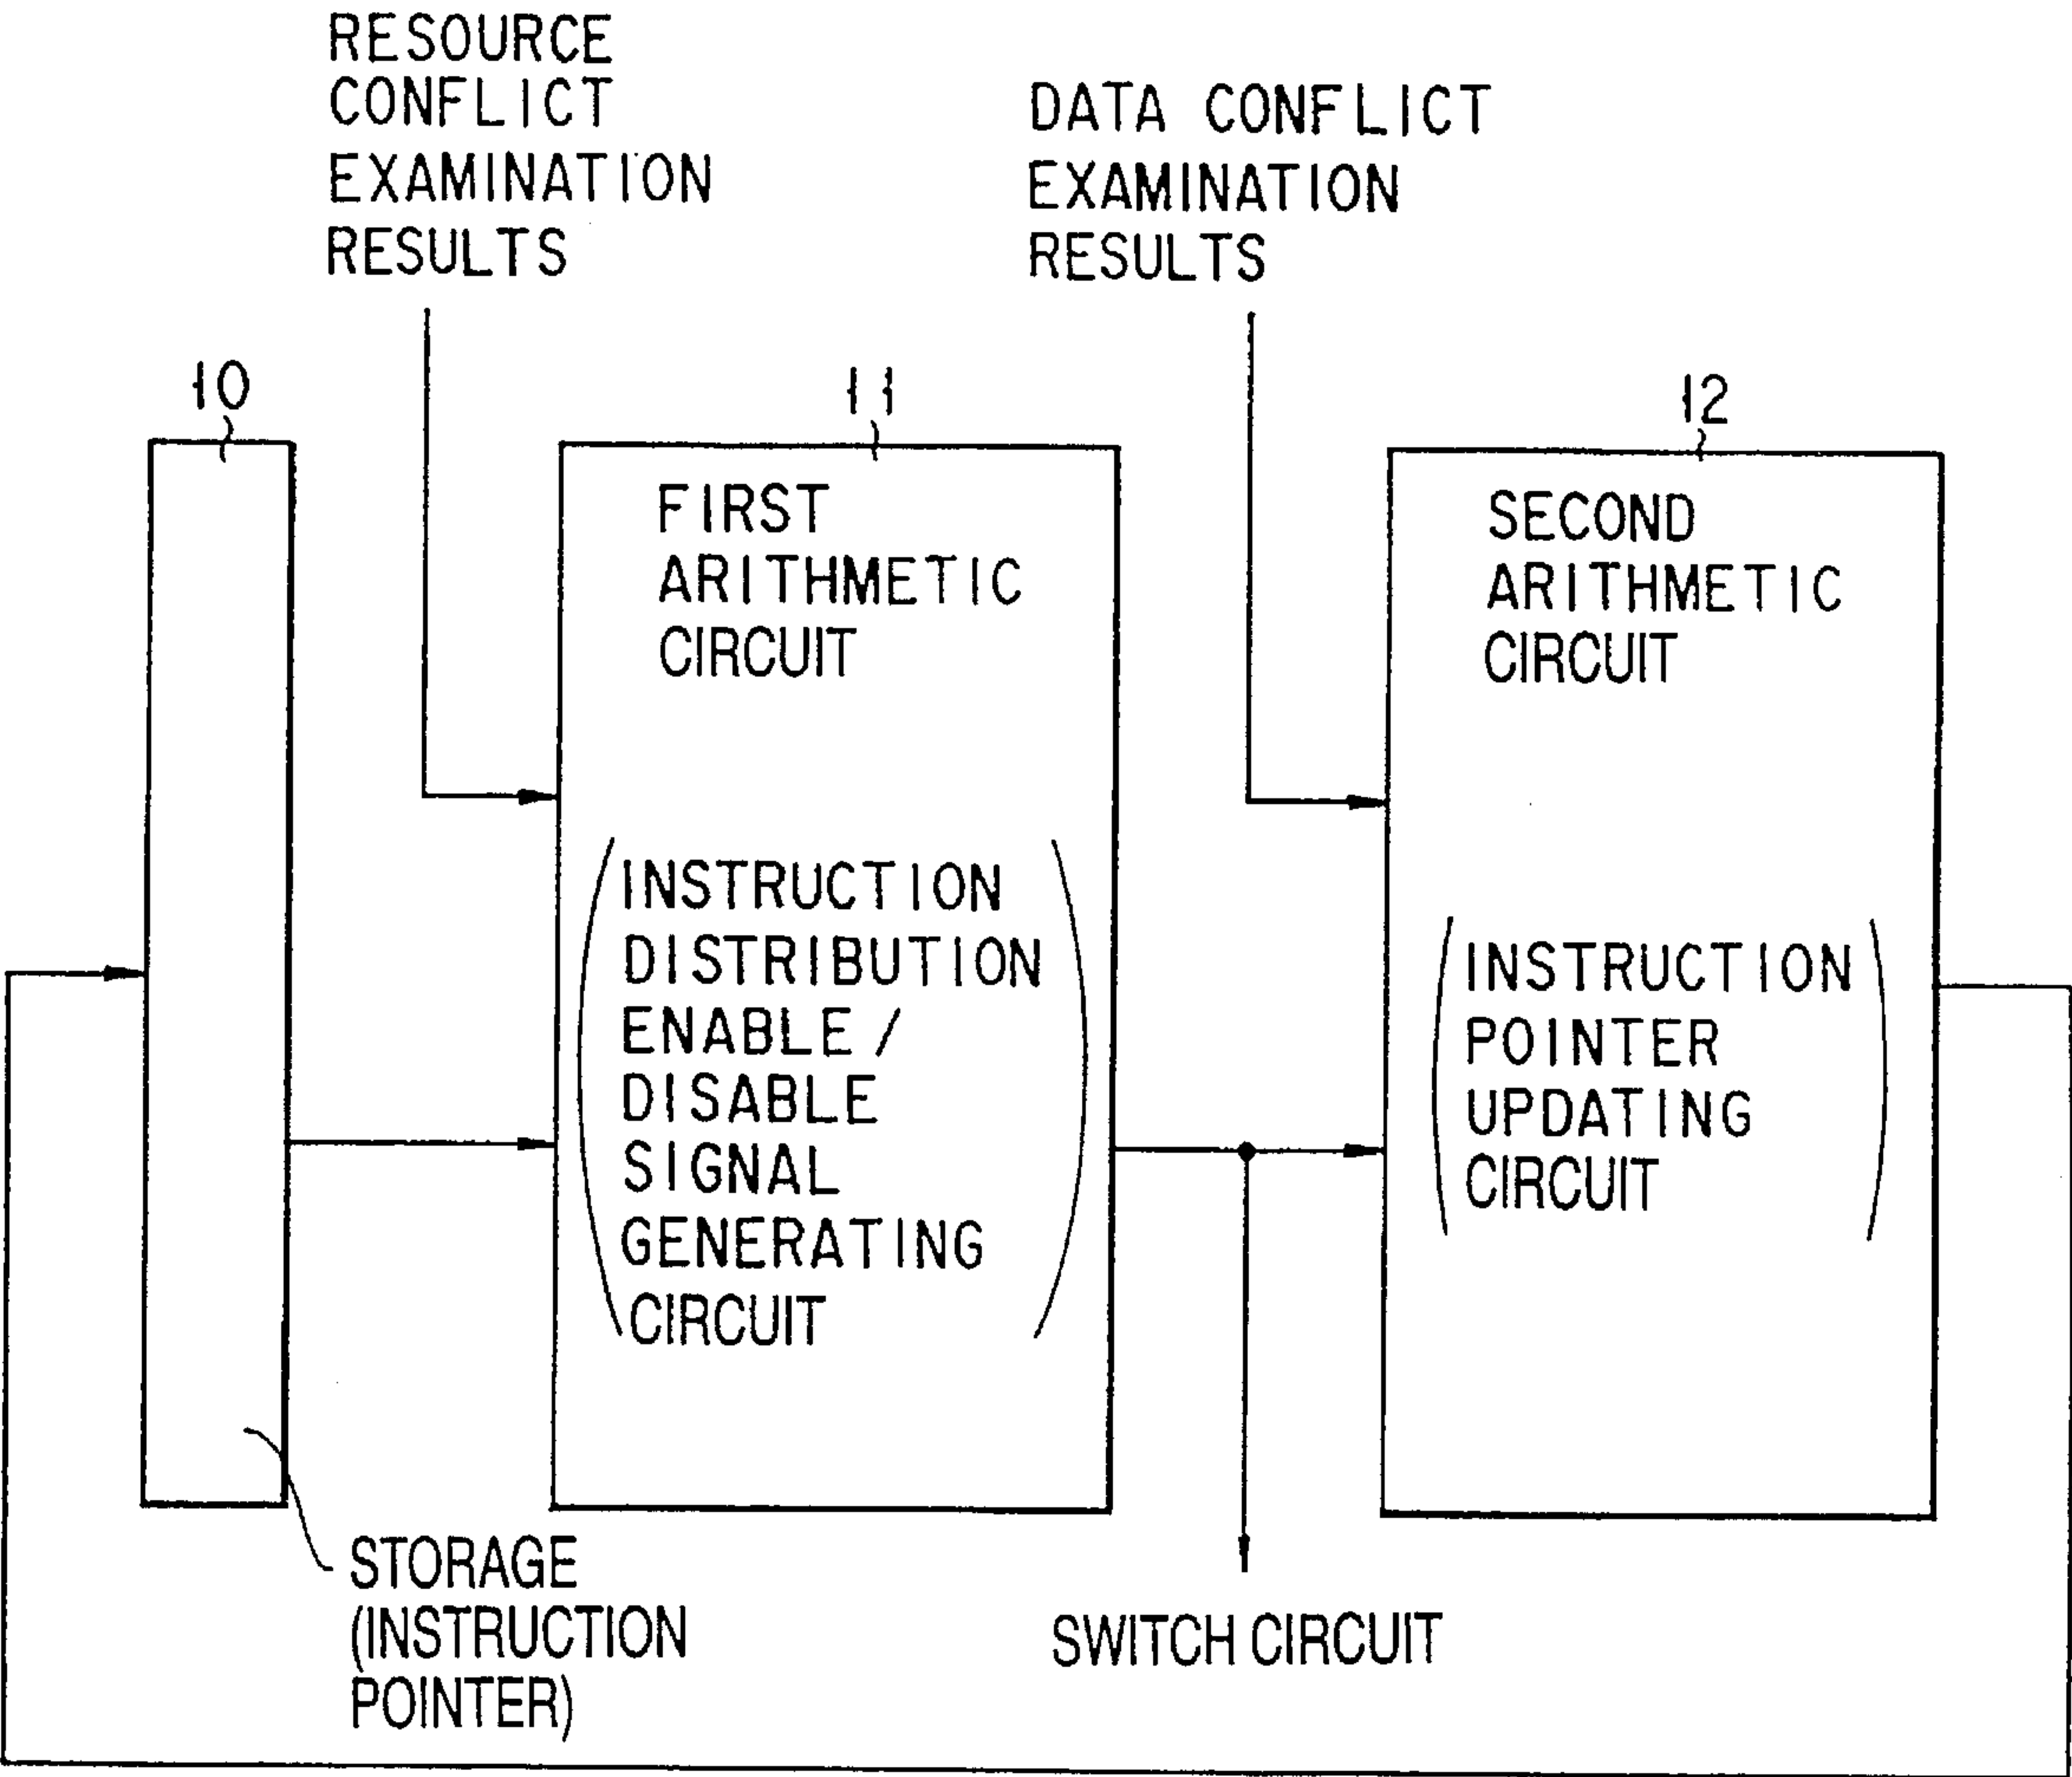 RESOURCE
CONFLICT
EXAMINATION
RESULTS
DATA CONFLICT
EXAMINATION
RESULTS
10
11
12
FIRST
ARITHMETIC
CIRCUIT
(INSTRUCTION
DISTRIBUTION
ENABLE /
DISABLE
SIGNAL
GENERATING
CIRCUIT)
SECOND
ARITHMETIC
CIRCUIT
(INSTRUCTION
POINTER
UPDATING
CIRCUIT)
STORAGE
(INSTRUCTION
POINTER)
SWITCH CIRCUIT